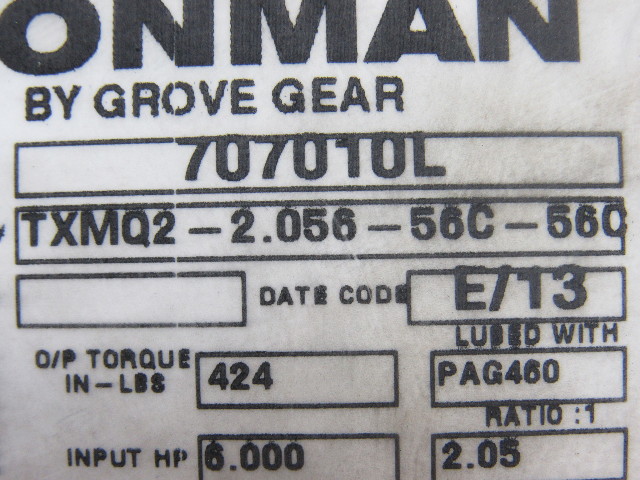 ONMAN
BY GROVE GEAR
707010L
TXMQ2-2.056-56C-56C
DATE CODE E/13
LUBED WITH
O/P TORQUE
IN-LBS 424 PAG460
RATIO :1
INPUT HP 6.000 2.05